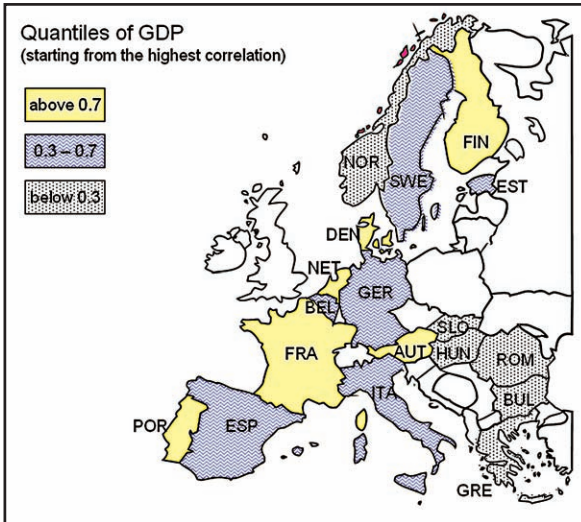 Quantiles of GDP
(starting from the highest correlation)
above 0.7
0.3 – 0.7
below 0.3
FIN
NOR
SWE
EST
DEN
NET
GER
BEL
SLO
FRA
AUT
HUN
ROM
ITA
BUL
POR
ESP
GRE